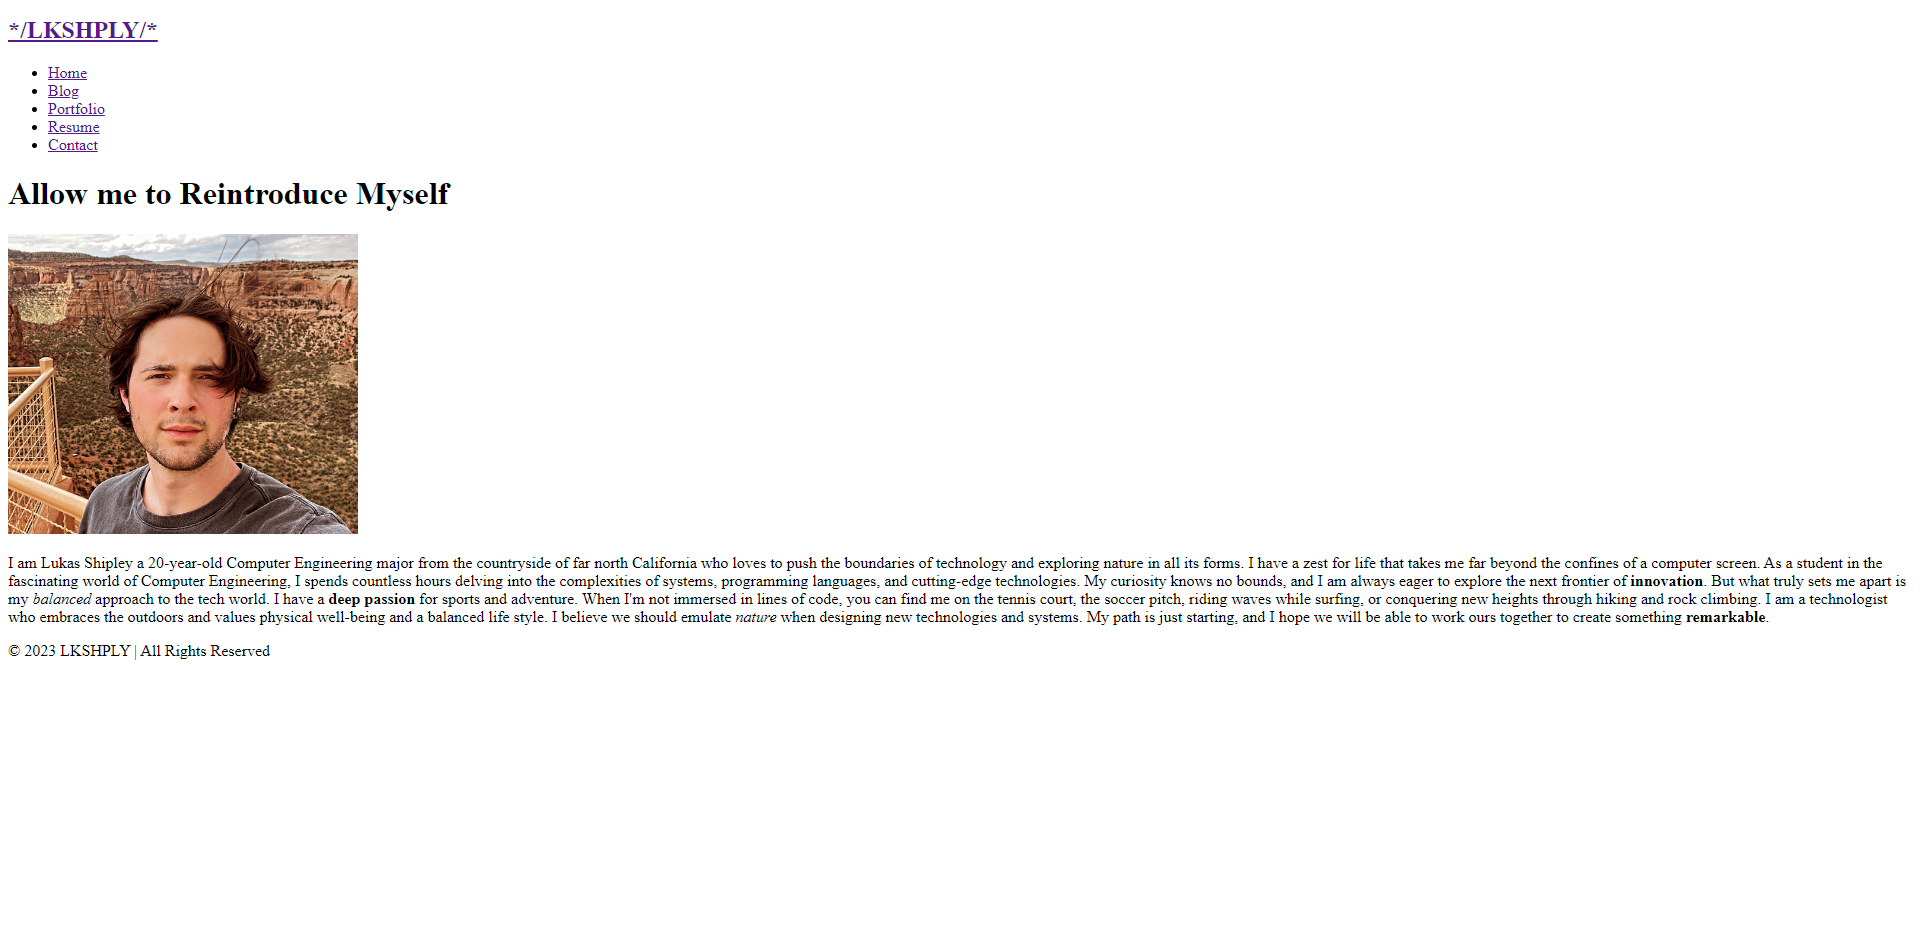 */LKSHPLY/*
Home
Blog
Portfolio
Resume
Contact
Allow me to Reintroduce Myself
I am Lukas Shipley a 20-year-old Computer Engineering major from the countryside of far north California who loves to push the boundaries of technology and exploring nature in all its forms. I have a zest for life that takes me far beyond the confines of a computer screen. As a student in the
fascinating world of Computer Engineering, I spends countless hours delving into the complexities of systems, programming languages, and cutting-edge technologies. My curiosity knows no bounds, and I am always eager to explore the next frontier of innovation. But what truly sets me apart is
my balanced approach to the tech world. I have a deep passion for sports and adventure. When I'm not immersed in lines of code, you can find me on the tennis court, the soccer pitch, riding waves while surfing, or conquering new heights through hiking and rock climbing. I am a technologist
who embraces the outdoors and values physical well-being and a balanced life style. I believe we should emulate nature when designing new technologies and systems. My path is just starting, and I hope we will be able to work ours together to create something remarkable.
© 2023 LKSHPLY | All Rights Reserved